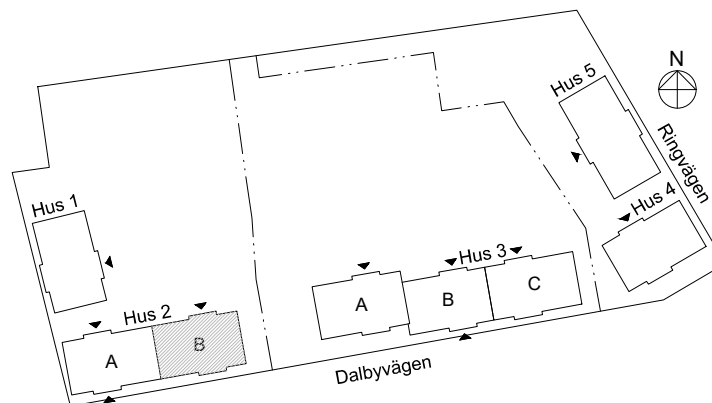 N
Hus 5
Ringvägen
Hus 1
Hus 4
Hus 3
Hus 2
A
B
C
A
B
Dalbyvägen